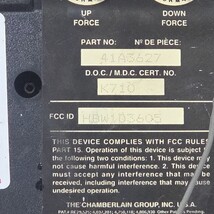 UP DOWN
FORCE FORCE
PART NO: Nº DE PIÈCE:
41A3627
D.O.C. / M.D.C. CERT. NO.
K710
FCC ID HBW1D3605
THIS DEVICE COMPLIES WITH FCC RULES
PART 15. Operation of this device is subject to
the following two conditions: 1. This device may
not cause harmful interference. 2. This device
must accept any interference that may be
received, including interference that may cause
undesired operation.
THE CHAMBERLAIN GROUP, INC.